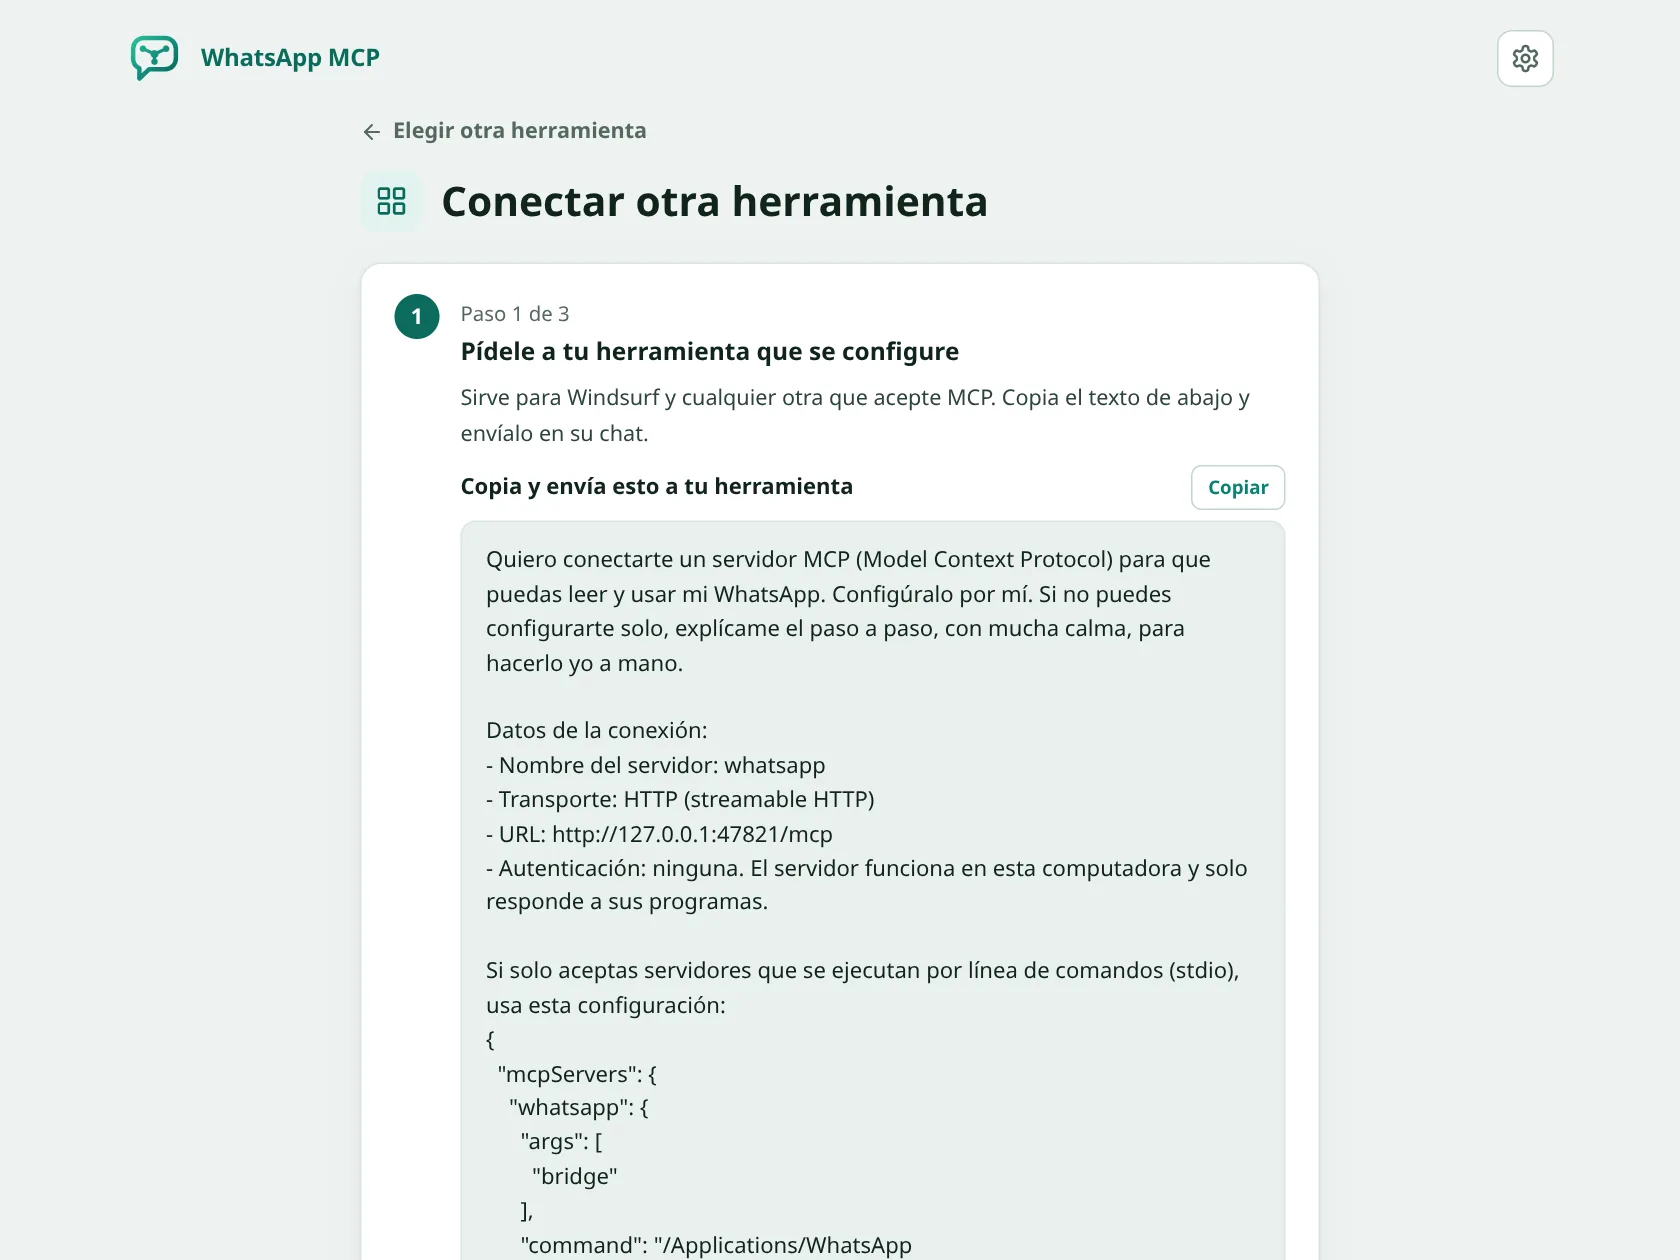 WhatsApp MCP
Elegir otra herramienta
Conectar otra herramienta
1
Paso 1 de 3
Pídele a tu herramienta que se configure
Sirve para Windsurf y cualquier otra que acepte MCP. Copia el texto de abajo y
envíalo en su chat.
Copia y envía esto a tu herramienta
Copiar
Quiero conectarte un servidor MCP (Model Context Protocol) para que
puedas leer y usar mi WhatsApp. Configúralo por mí. Si no puedes
configurarte solo, explícame el paso a paso, con mucha calma, para
hacerlo yo a mano.
Datos de la conexión:
- Nombre del servidor: whatsapp
- Transporte: HTTP (streamable HTTP)
- URL: http://127.0.0.1:47821/mcp
- Autenticación: ninguna. El servidor funciona en esta computadora y solo
responde a sus programas.
Si solo aceptas servidores que se ejecutan por línea de comandos (stdio),
usa esta configuración:
{
"mcpServers": {
"whatsapp": {
"args": [
"bridge"
],
"command": "/Applications/WhatsApp